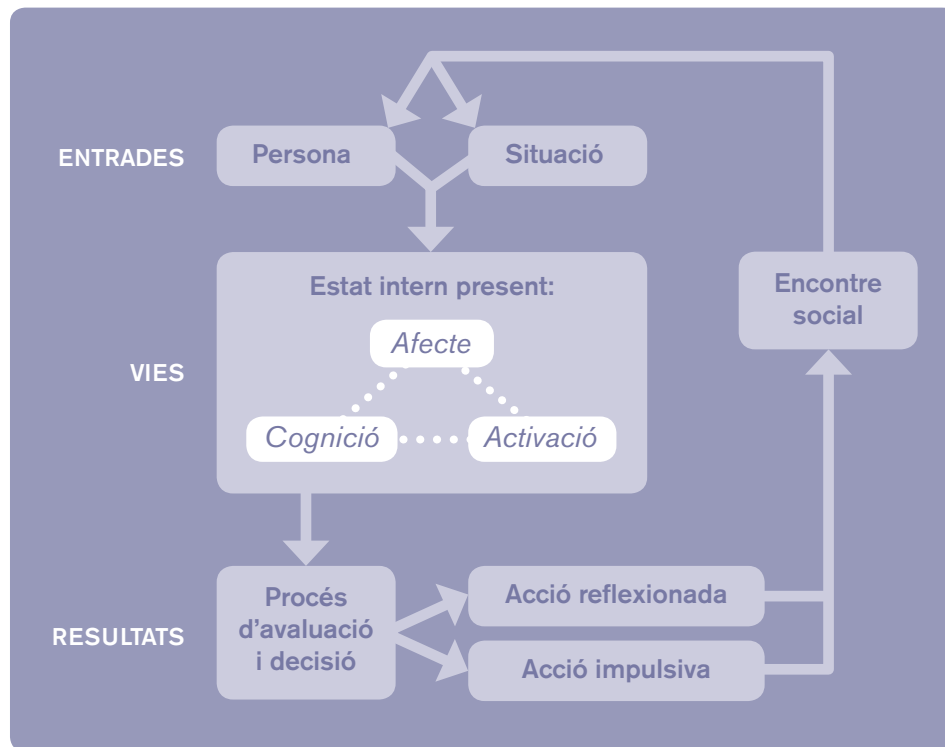 ENTRADES
Persona
Situació
VIES
Estat intern present:
Afecte
Cognició
Activació
Encontre
social
RESULTATS
Procés
d'avaluació
i decisió
Acció reflexionada
Acció impulsiva